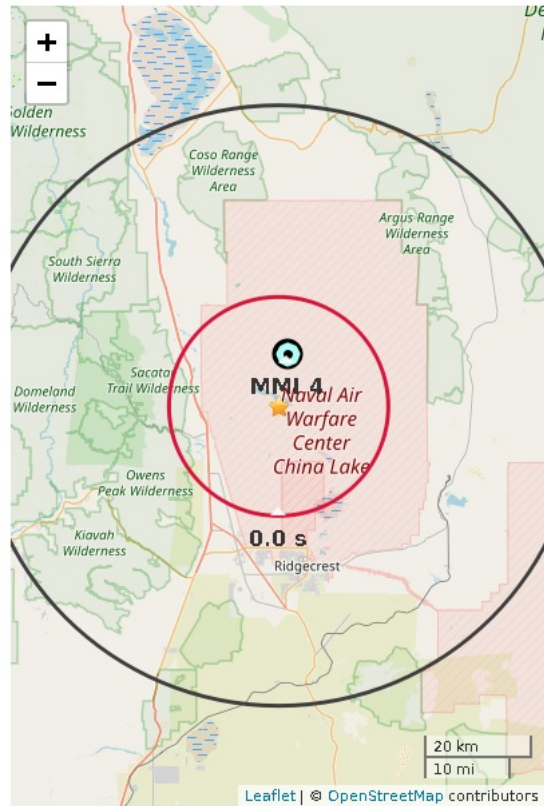 +
De
−
Golden
Wilderness
Coso Range
Wilderness
Area
Argus Range
Wilderness
Area
South Sierra
Wilderness
Sacatar
Trail Wilderness
MMI 4
Domeland
Wilderness
Naval Air
Warfare
Center
China Lake
Owens
Peak Wilderness
Kiavah
Wilderness
0.0 s
Ridgecrest
20 km
10 mi
Leaflet | © OpenStreetMap contributors